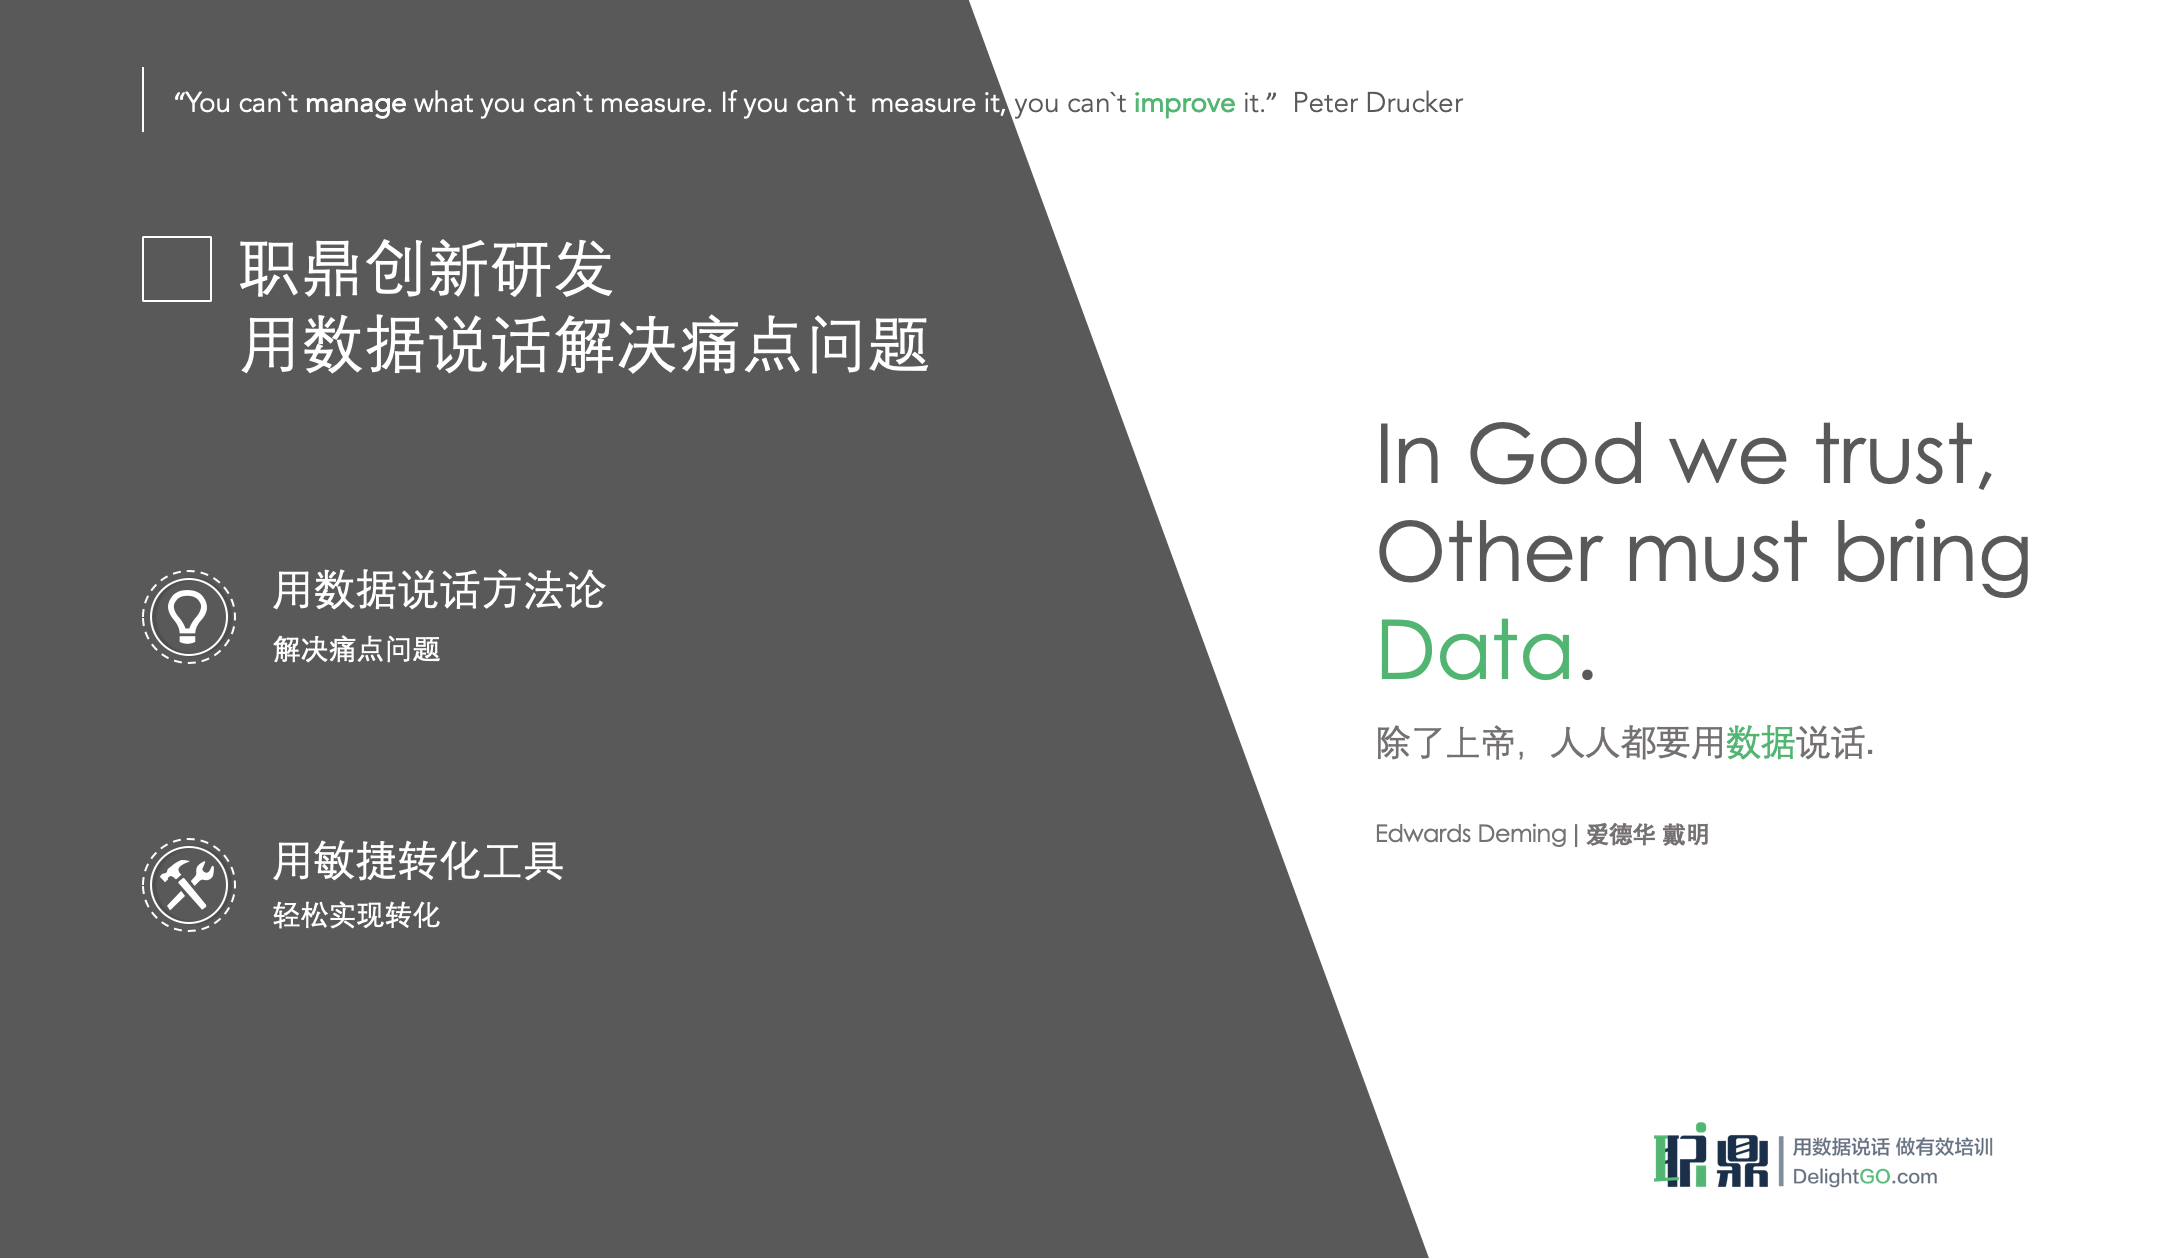 “You can`t manage what you can`t measure. If you can`t  measure it, you can`t improve it.”  Peter Drucker
职鼎创新研发
用数据说话解决痛点问题
用数据说话方法论
解决痛点问题
用敏捷转化工具
轻松实现转化
In God we trust,
Other must bring
Data.
除了上帝，人人都要用数据说话.
Edwards Deming | 爱德华 戴明
职鼎
用数据说话 做有效培训
DelightGO.com